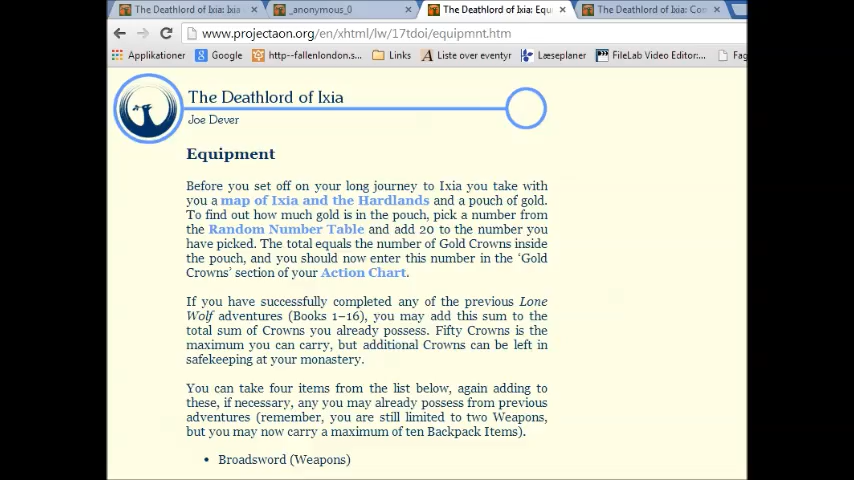 The Deathlord of Ixia: Ixia
_anonymous_0
The Deathlord of Ixia: Equ
The Deathlord of Ixia: Co
www.projectaon.org/en/xhtml/lw/17tdoi/equipmnt.htm
Applikationer
Google
http--fallenlondon.s...
Links
Liste over eventyr
Læseplaner
FileLab Video Editor:...
Fag
The Deathlord of Ixia
Joe Dever
Equipment
Before you set off on your long journey to Ixia you take with
you a map of Ixia and the Hardlands and a pouch of gold.
To find out how much gold is in the pouch, pick a number from
the Random Number Table and add 20 to the number you
have picked. The total equals the number of Gold Crowns inside
the pouch, and you should now enter this number in the ‘Gold
Crowns’ section of your Action Chart.
If you have successfully completed any of the previous Lone
Wolf adventures (Books 1–16), you may add this sum to the
total sum of Crowns you already possess. Fifty Crowns is the
maximum you can carry, but additional Crowns can be left in
safekeeping at your monastery.
You can take four items from the list below, again adding to
these, if necessary, any you may already possess from previous
adventures (remember, you are still limited to two Weapons,
but you may now carry a maximum of ten Backpack Items).
• Broadsword (Weapons)